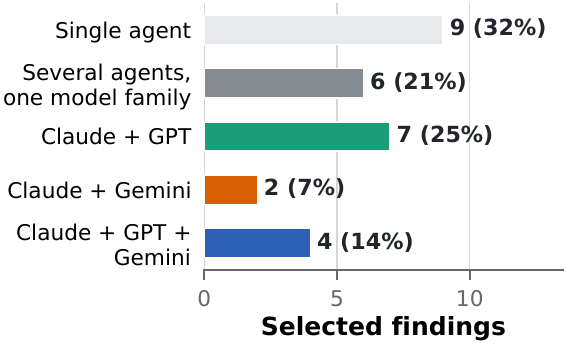 Single agent
9 (32%)
Several agents,
one model family
6 (21%)
Claude + GPT
7 (25%)
Claude + Gemini
2 (7%)
Claude + GPT +
Gemini
4 (14%)
0
5
10
Selected findings